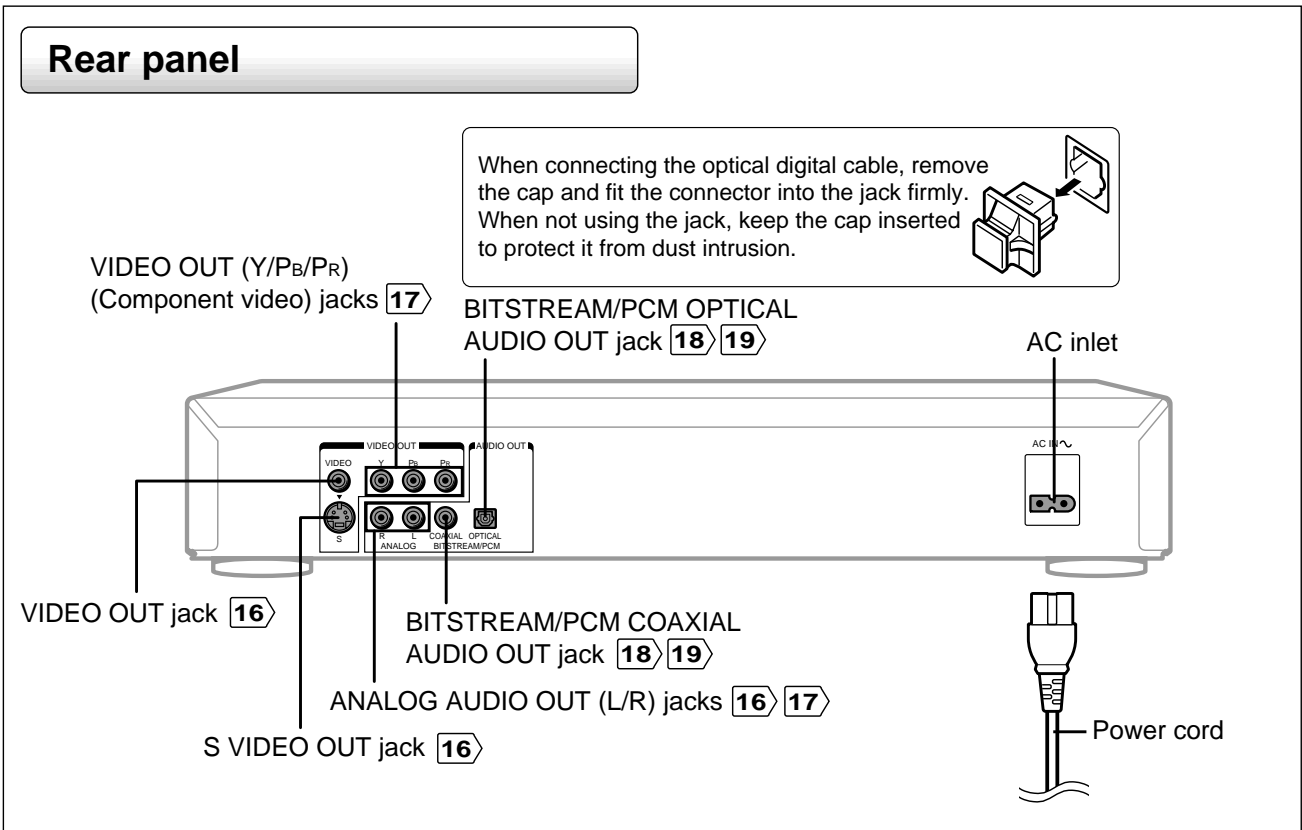 Rear panel
When connecting the optical digital cable, remove
the cap and fit the connector into the jack firmly.
When not using the jack, keep the cap inserted
to protect it from dust intrusion.
VIDEO OUT (Y/PB/PR)
(Component video) jacks 17
BITSTREAM/PCM OPTICAL
AUDIO OUT jack 18 19
AC inlet
VIDEO OUT
AUDIO OUT
VIDEO
Y
PB
PR
AC IN
S
R
L
COAXIAL
OPTICAL
ANALOG
BITSTREAM/PCM
VIDEO OUT jack 16
BITSTREAM/PCM COAXIAL
AUDIO OUT jack 18 19
ANALOG AUDIO OUT (L/R) jacks 16 17
S VIDEO OUT jack 16
Power cord